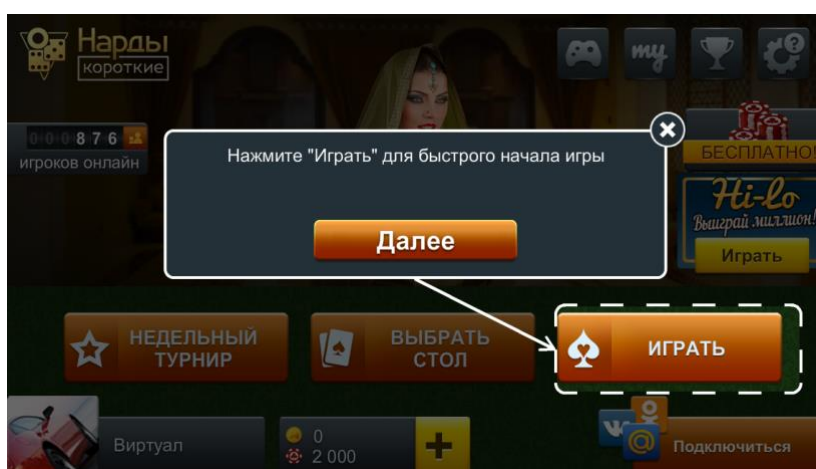 Нарды
короткие
my
?
0 0 0 8 7 6
игроков онлайн
Нажмите "Играть" для быстрого начала игры
Далее
БЕСПЛАТНО!
Hi-Lo
Выиграй миллион!
Играть
НЕДЕЛЬНЫЙ
ТУРНИР
ВЫБРАТЬ
СТОЛ
ИГРАТЬ
Виртуал
0
2 000
+
Подключиться